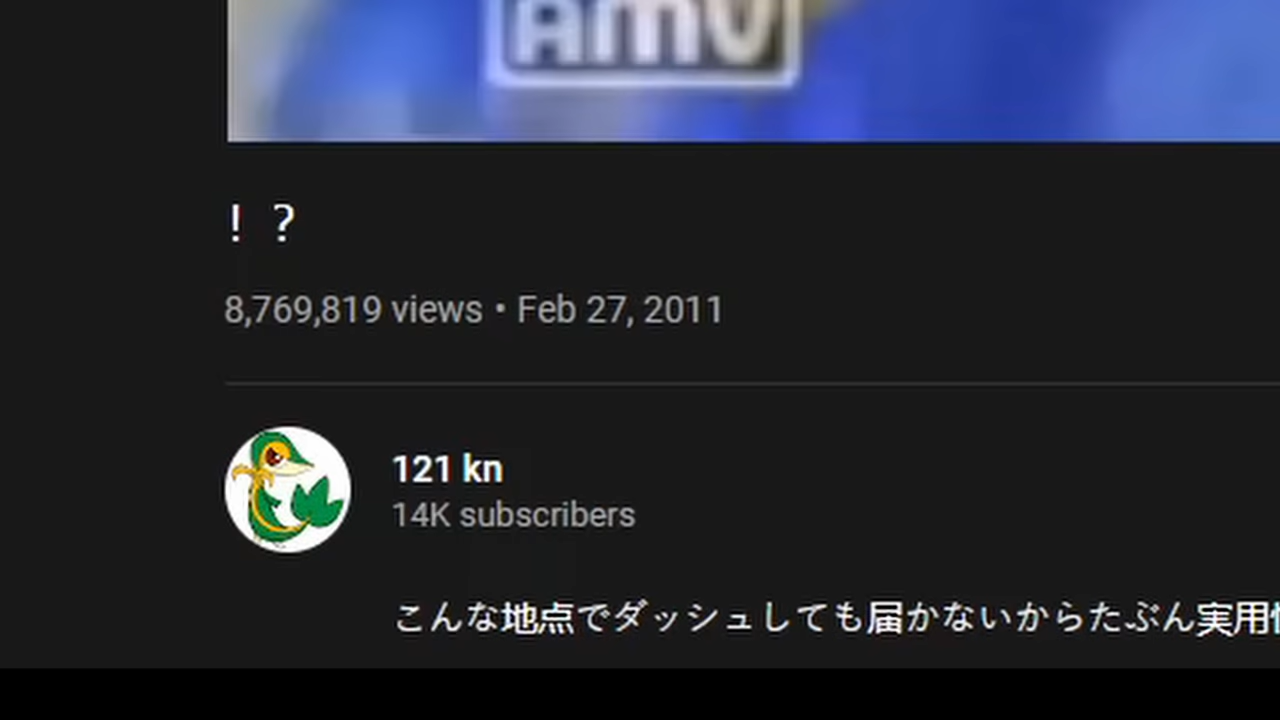 AMV
! ?
8,769,819 views • Feb 27, 2011
121 kn
14K subscribers
こんな地点でダッシュしても届かないからたぶん実用